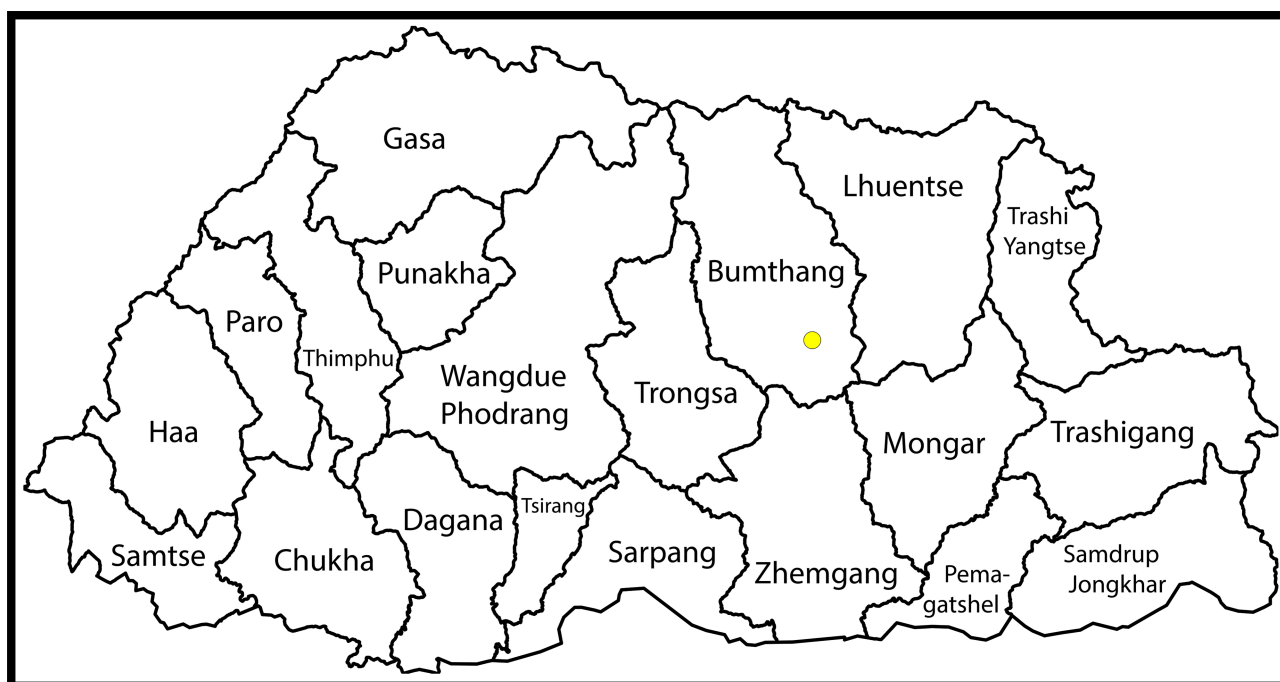 Gasa
Lhuentse
Trashi
Yangtse
Punakha
Bumthang
Paro
Thimphu
Wangdue
Phodrang
Trongsa
Haa
Mongar
Trashigang
Dagana
Tsirang
Samtse
Chukha
Sarpang
Zhemgang
Pema-
gatshel
Samdrup
Jongkhar